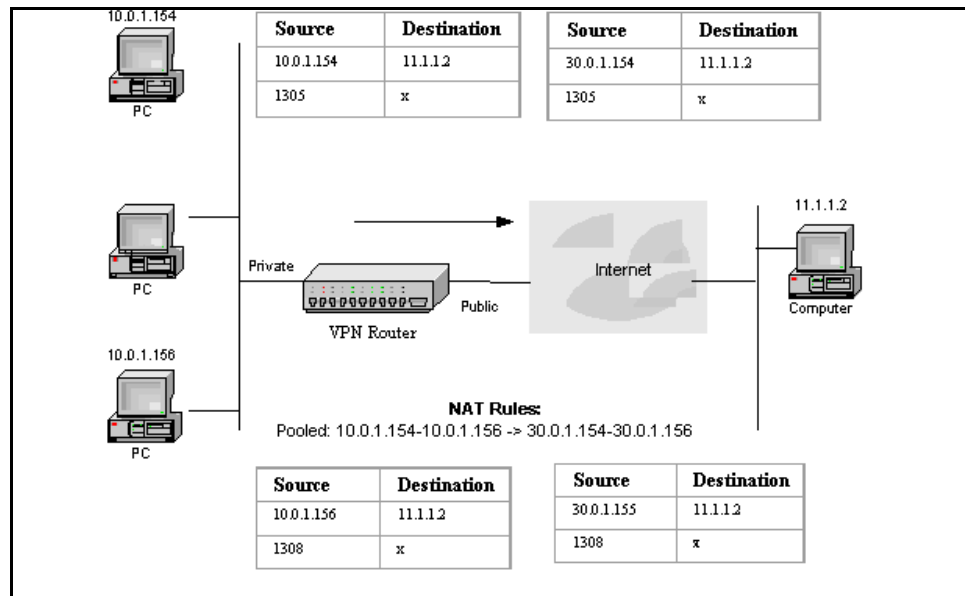 10.0.1.154
PC
Source Destination
10.0.1.154 11.1.1.2
1305 x
Source Destination
30.0.1.154 11.1.1.2
1305 x
PC
Private
VPN Router
Public
Internet
11.1.1.2
Computer
10.0.1.156
PC
NAT Rules:
Pooled: 10.0.1.154-10.0.1.156 -> 30.0.1.154-30.0.1.156
Source Destination
10.0.1.156 11.1.1.2
1308 x
Source Destination
30.0.1.155 11.1.1.2
1308 x